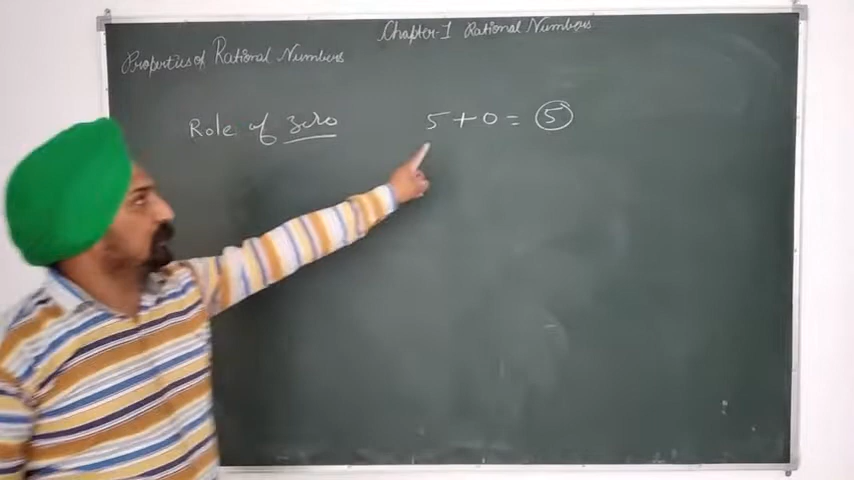 Chapter-1 Rational Numbers
Properties of Rational Numbers
Role of zero 5+0=5